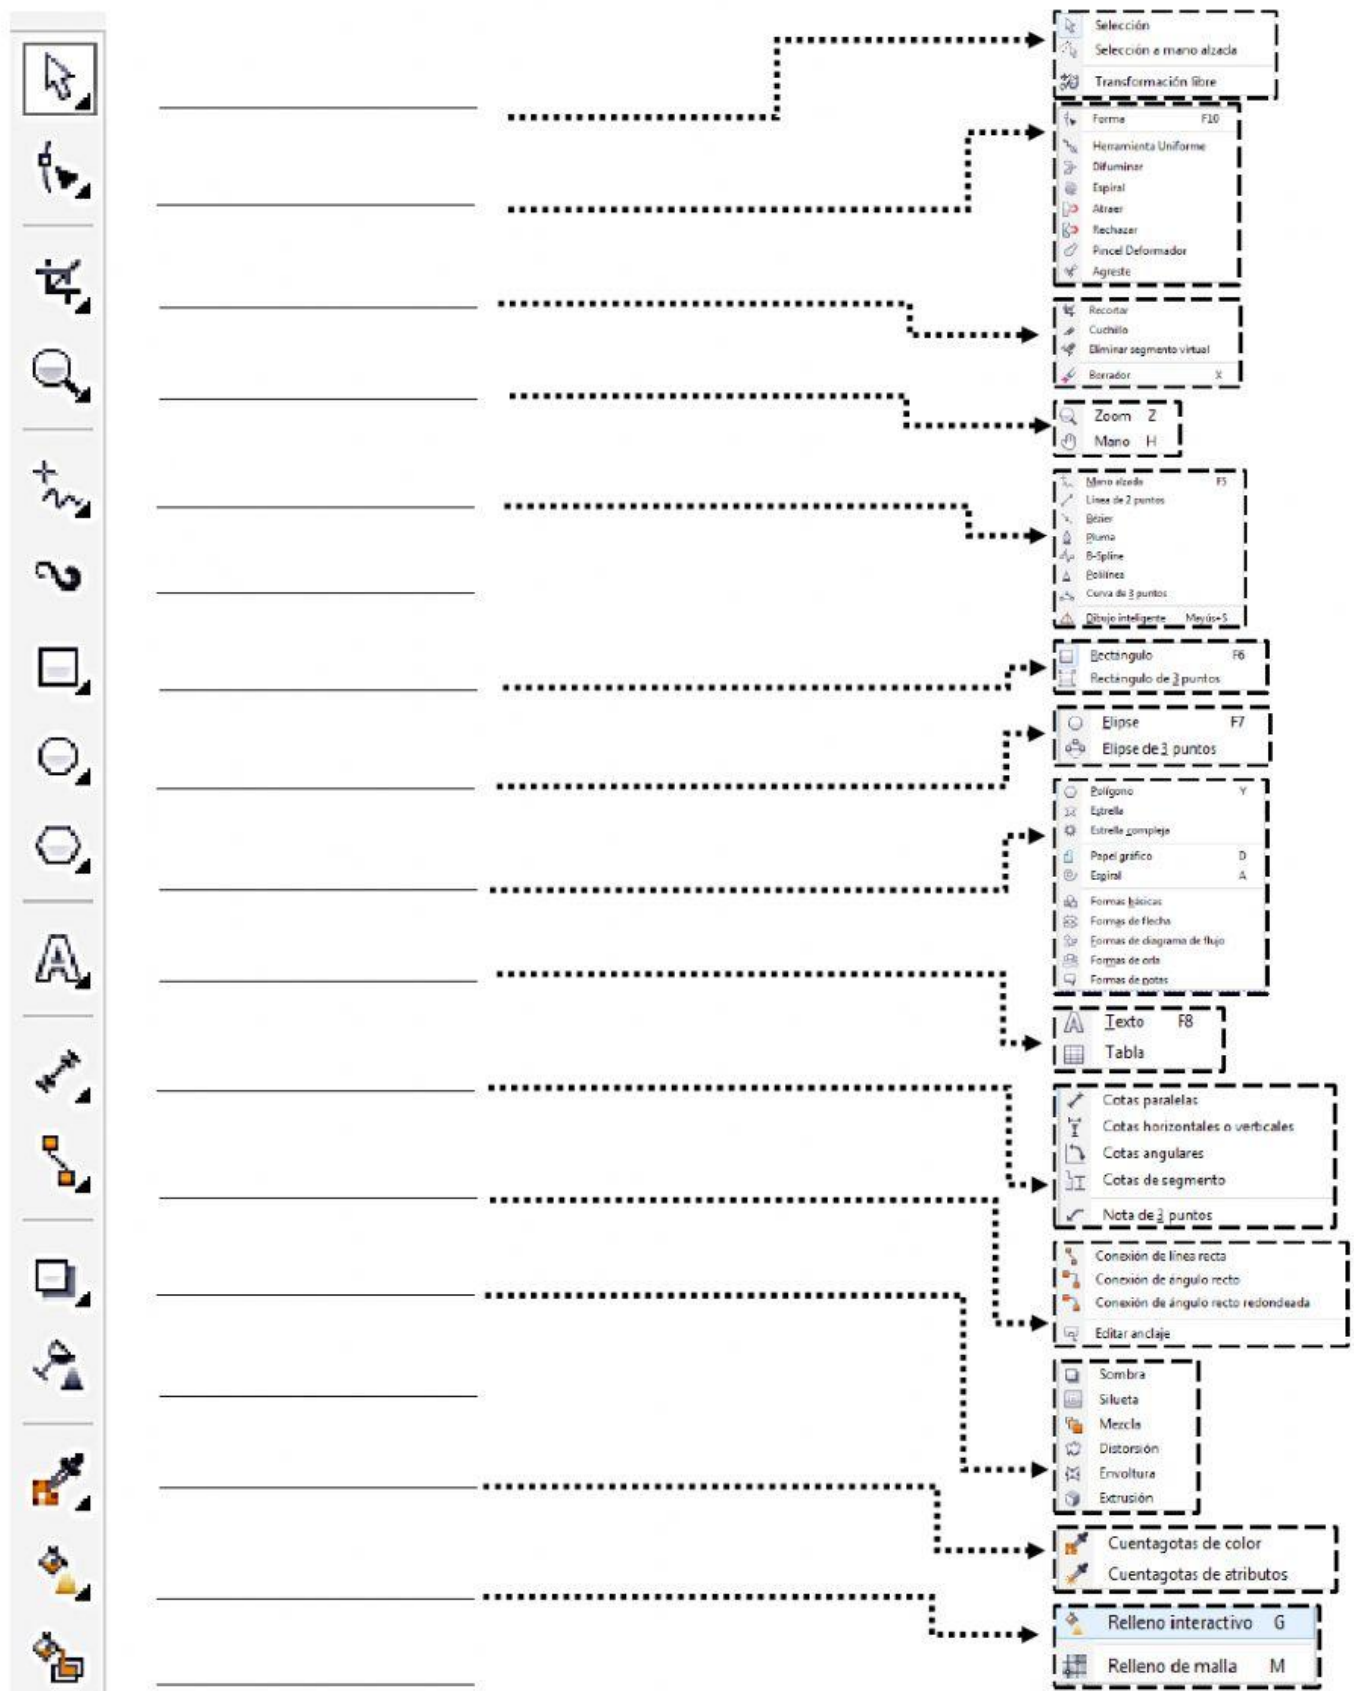 Selección
Selección a mano alzada
Transformación libre
Forma F10
Herramienta Uniforme
Difuminar
Espiral
Atraer
Rechazar
Pincel Deformador
Agreste
Recortar
Cuchillo
Eliminar segmento virtual
Borrador X
Zoom Z
Mano H
Mano alzada F5
Línea de 2 puntos
Bézier
Pluma
B-Spline
Polilínea
Curva de 3 puntos
Dibujo inteligente Mayús+S
Rectángulo F6
Rectángulo de 3 puntos
Elipse F7
Elipse de 3 puntos
Polígono Y
Estrella
Estrella compleja
Papel gráfico D
Espiral A
Formas básicas
Formas de flecha
Formas de diagrama de flujo
Formas de orla
Formas de notas
Texto F8
Tabla
Cotas paralelas
Cotas horizontales o verticales
Cotas angulares
Cotas de segmento
Nota de 3 puntos
Conexión de línea recta
Conexión de ángulo recto
Conexión de ángulo recto redondeada
Editar anclaje
Sombra
Silueta
Mezcla
Distorsión
Envoltura
Extrusión
Cuentagotas de color
Cuentagotas de atributos
Relleno interactivo G
Relleno de malla M